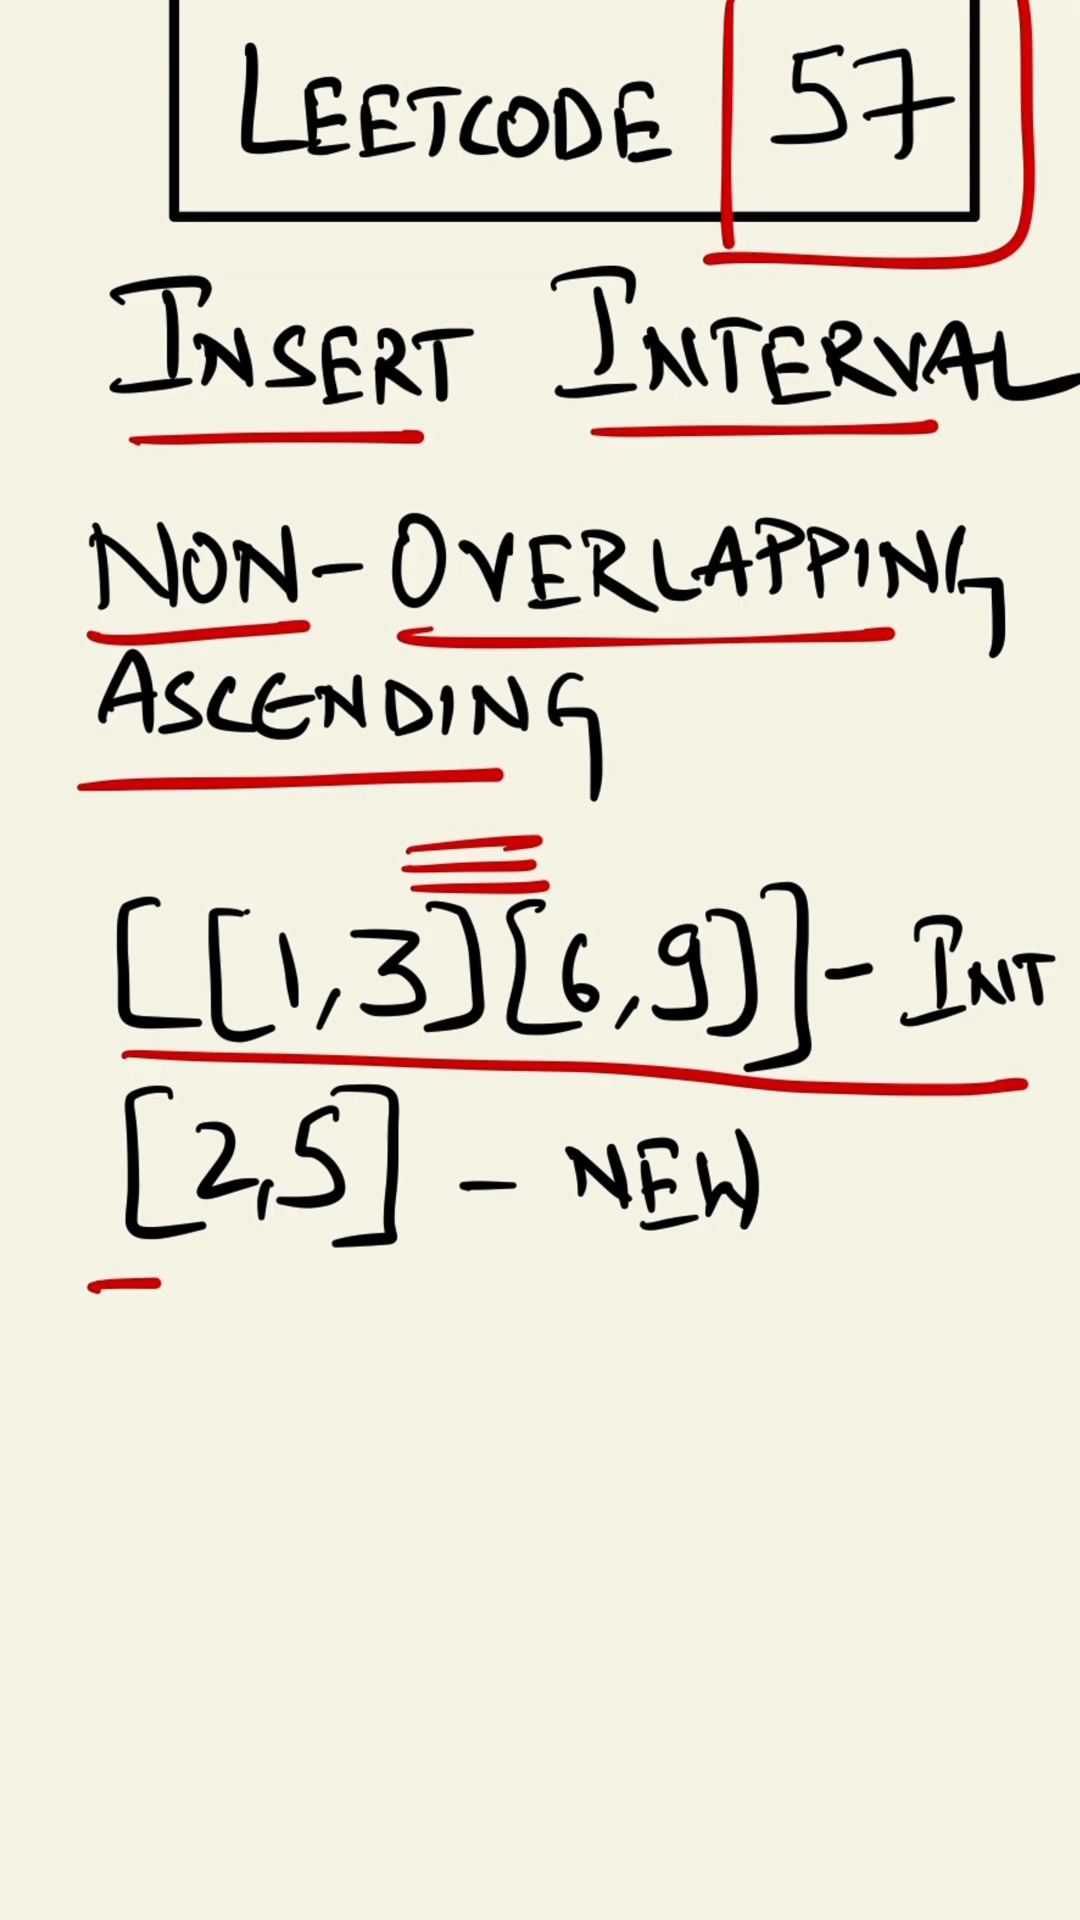 LEETCODE 57
INSERT INTERVAL
NON-OVERLAPPING
ASCENDING
[[1,3][6,9]] - INT
[2,5] - NEW